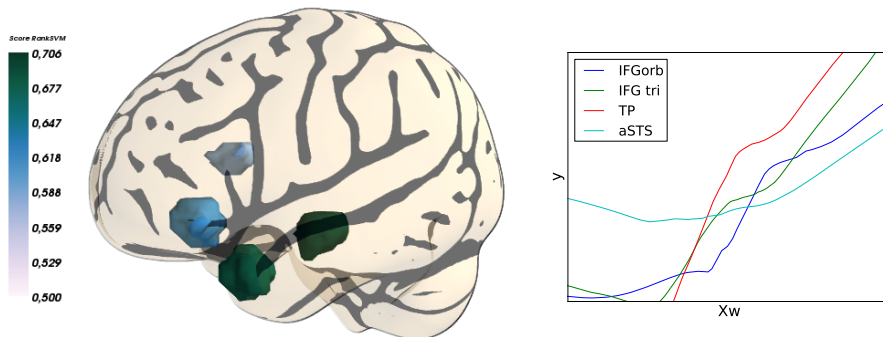 Score RankSVM
0,706
0,677
0,647
0,618
0,588
0,559
0,529
0,500
IFGorb
IFG tri
TP
aSTS
y
Xw